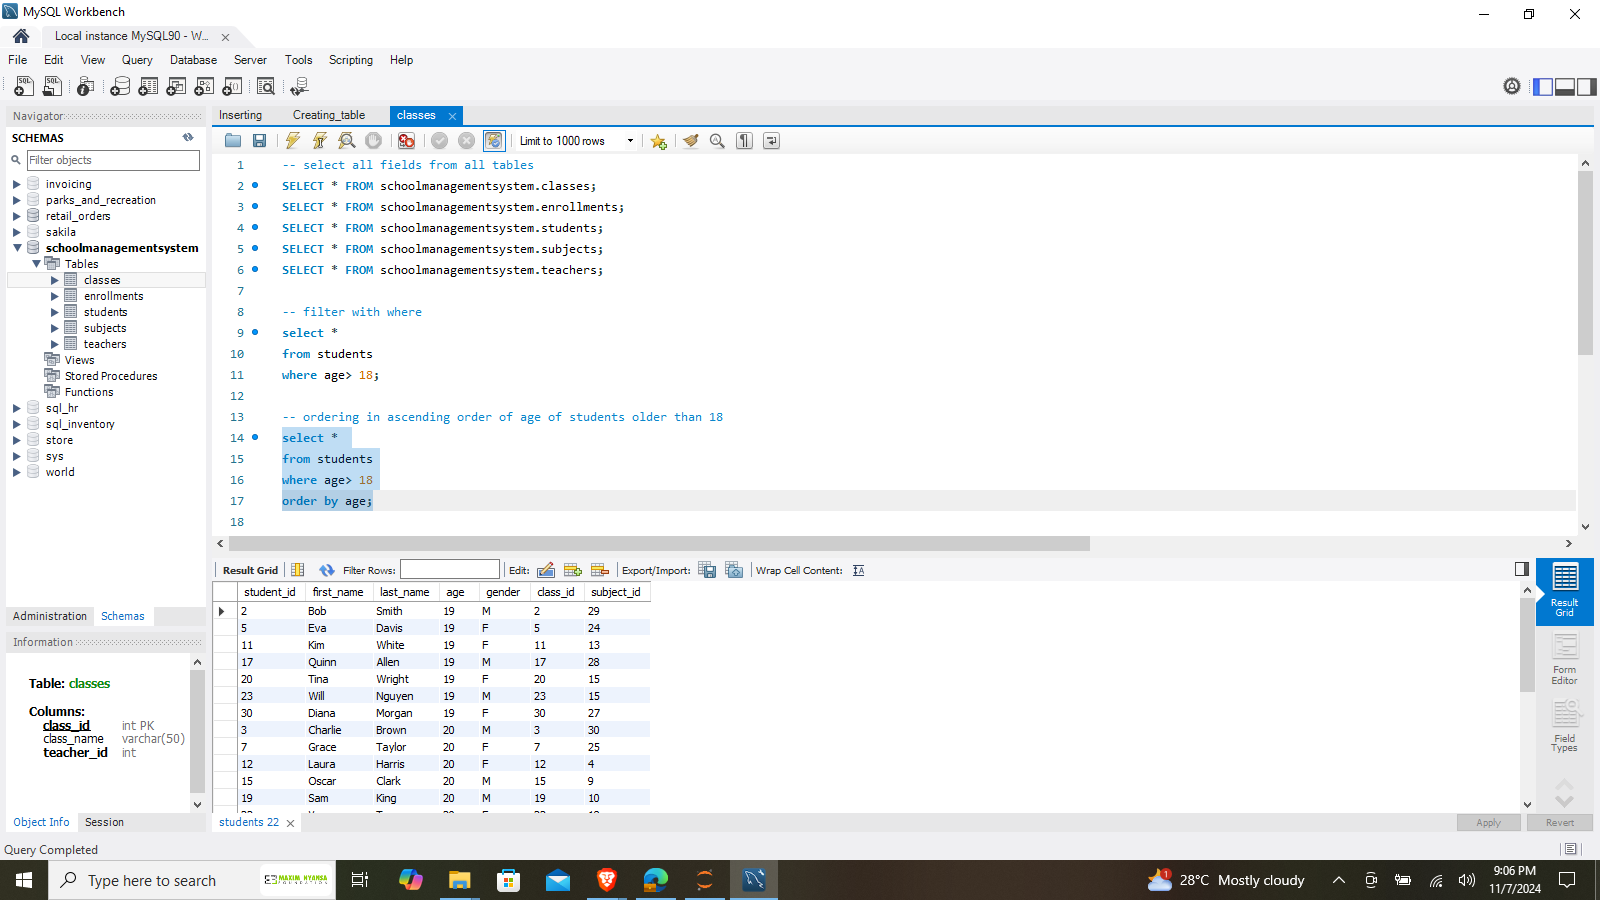 MySQL Workbench
Local instance MySQL90 - W...
File Edit View Query Database Server Tools Scripting Help
Navigator
SCHEMAS
Filter objects
invoicing
parks_and_recreation
retail_orders
sakila
schoolmanagementsystem
Tables
classes
enrollments
students
subjects
teachers
Views
Stored Procedures
Functions
sql_hr
sql_inventory
store
sys
world
Administration Schemas
Information
Table: classes
Columns:
class_id int PK
class_name varchar(50)
teacher_id int
Object Info Session
Inserting Creating_table classes
Limit to 1000 rows
1 -- select all fields from all tables
2 SELECT * FROM schoolmanagementsystem.classes;
3 SELECT * FROM schoolmanagementsystem.enrollments;
4 SELECT * FROM schoolmanagementsystem.students;
5 SELECT * FROM schoolmanagementsystem.subjects;
6 SELECT * FROM schoolmanagementsystem.teachers;
7
8 -- filter with where
9 select *
10 from students
11 where age> 18;
12
13 -- ordering in ascending order of age of students older than 18
14 select *
15 from students
16 where age> 18
17 order by age;
18
Result Grid Filter Rows: Edit: Export/Import: Wrap Cell Content:
student_id first_name last_name age gender class_id subject_id
2 Bob Smith 19 M 2 29
5 Eva Davis 19 F 5 24
11 Kim White 19 F 11 13
17 Quinn Allen 19 M 17 28
20 Tina Wright 19 F 20 15
23 Will Nguyen 19 M 23 15
30 Diana Morgan 19 F 30 27
3 Charlie Brown 20 M 3 30
7 Grace Taylor 20 F 7 25
12 Laura Harris 20 F 12 4
15 Oscar Clark 20 M 15 9
19 Sam King 20 M 19 10
Result Grid
Form Editor
Field Types
students 22
Apply Revert
Query Completed
Type here to search
MAXIM NYANSA
FOUNDATION
1
28°C Mostly cloudy
9:06 PM
11/7/2024